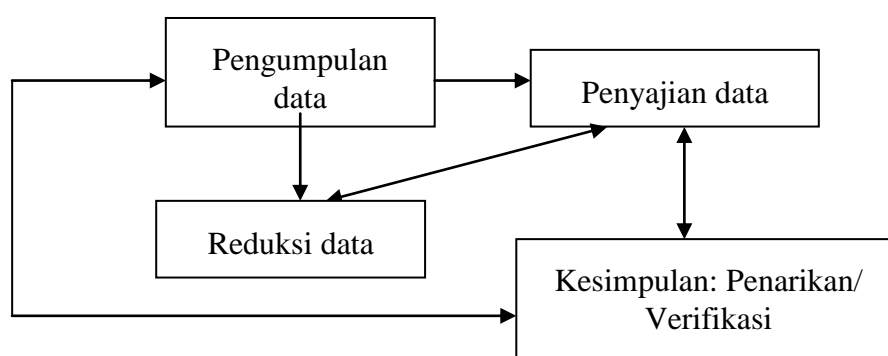 Pengumpulan
data
Penyajian data
Reduksi data
Kesimpulan: Penarikan/
Verifikasi